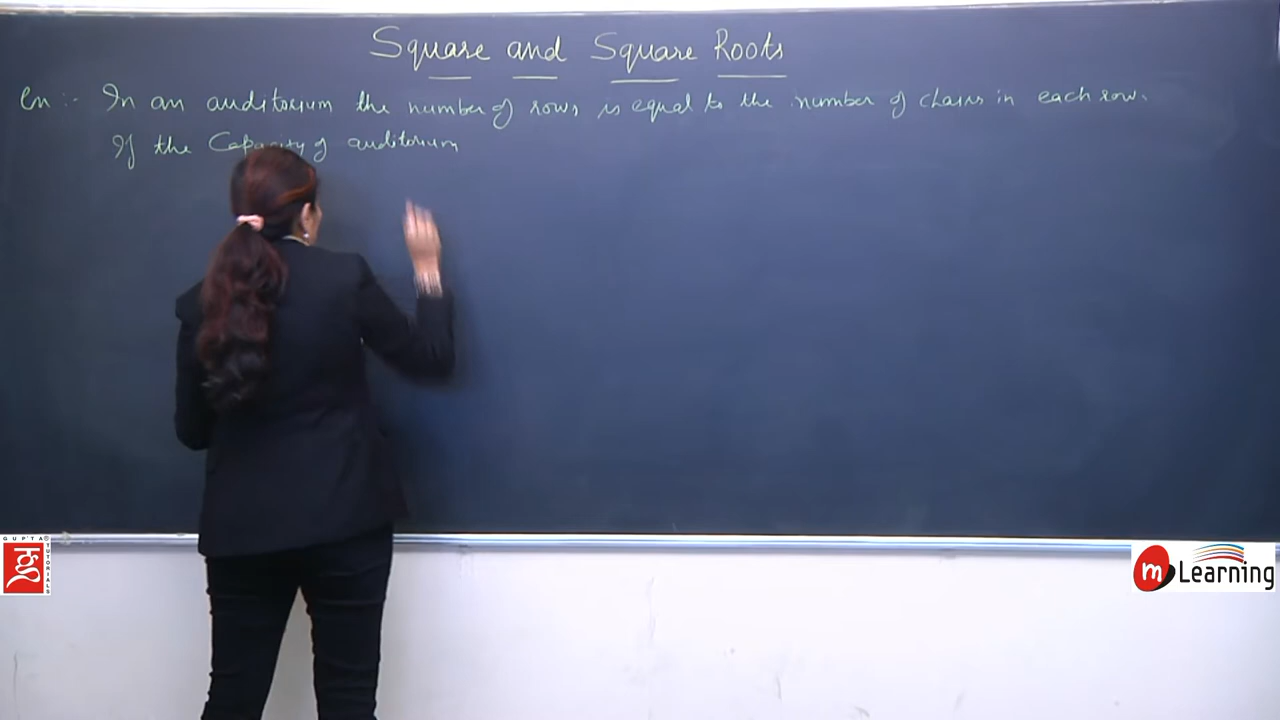 Square and Square Roots
En :- In an auditorium the number of rows is equal to the number of chairs in each row.
If the Capacity of auditorium
GUPTA
TUTORIALS
m Learning